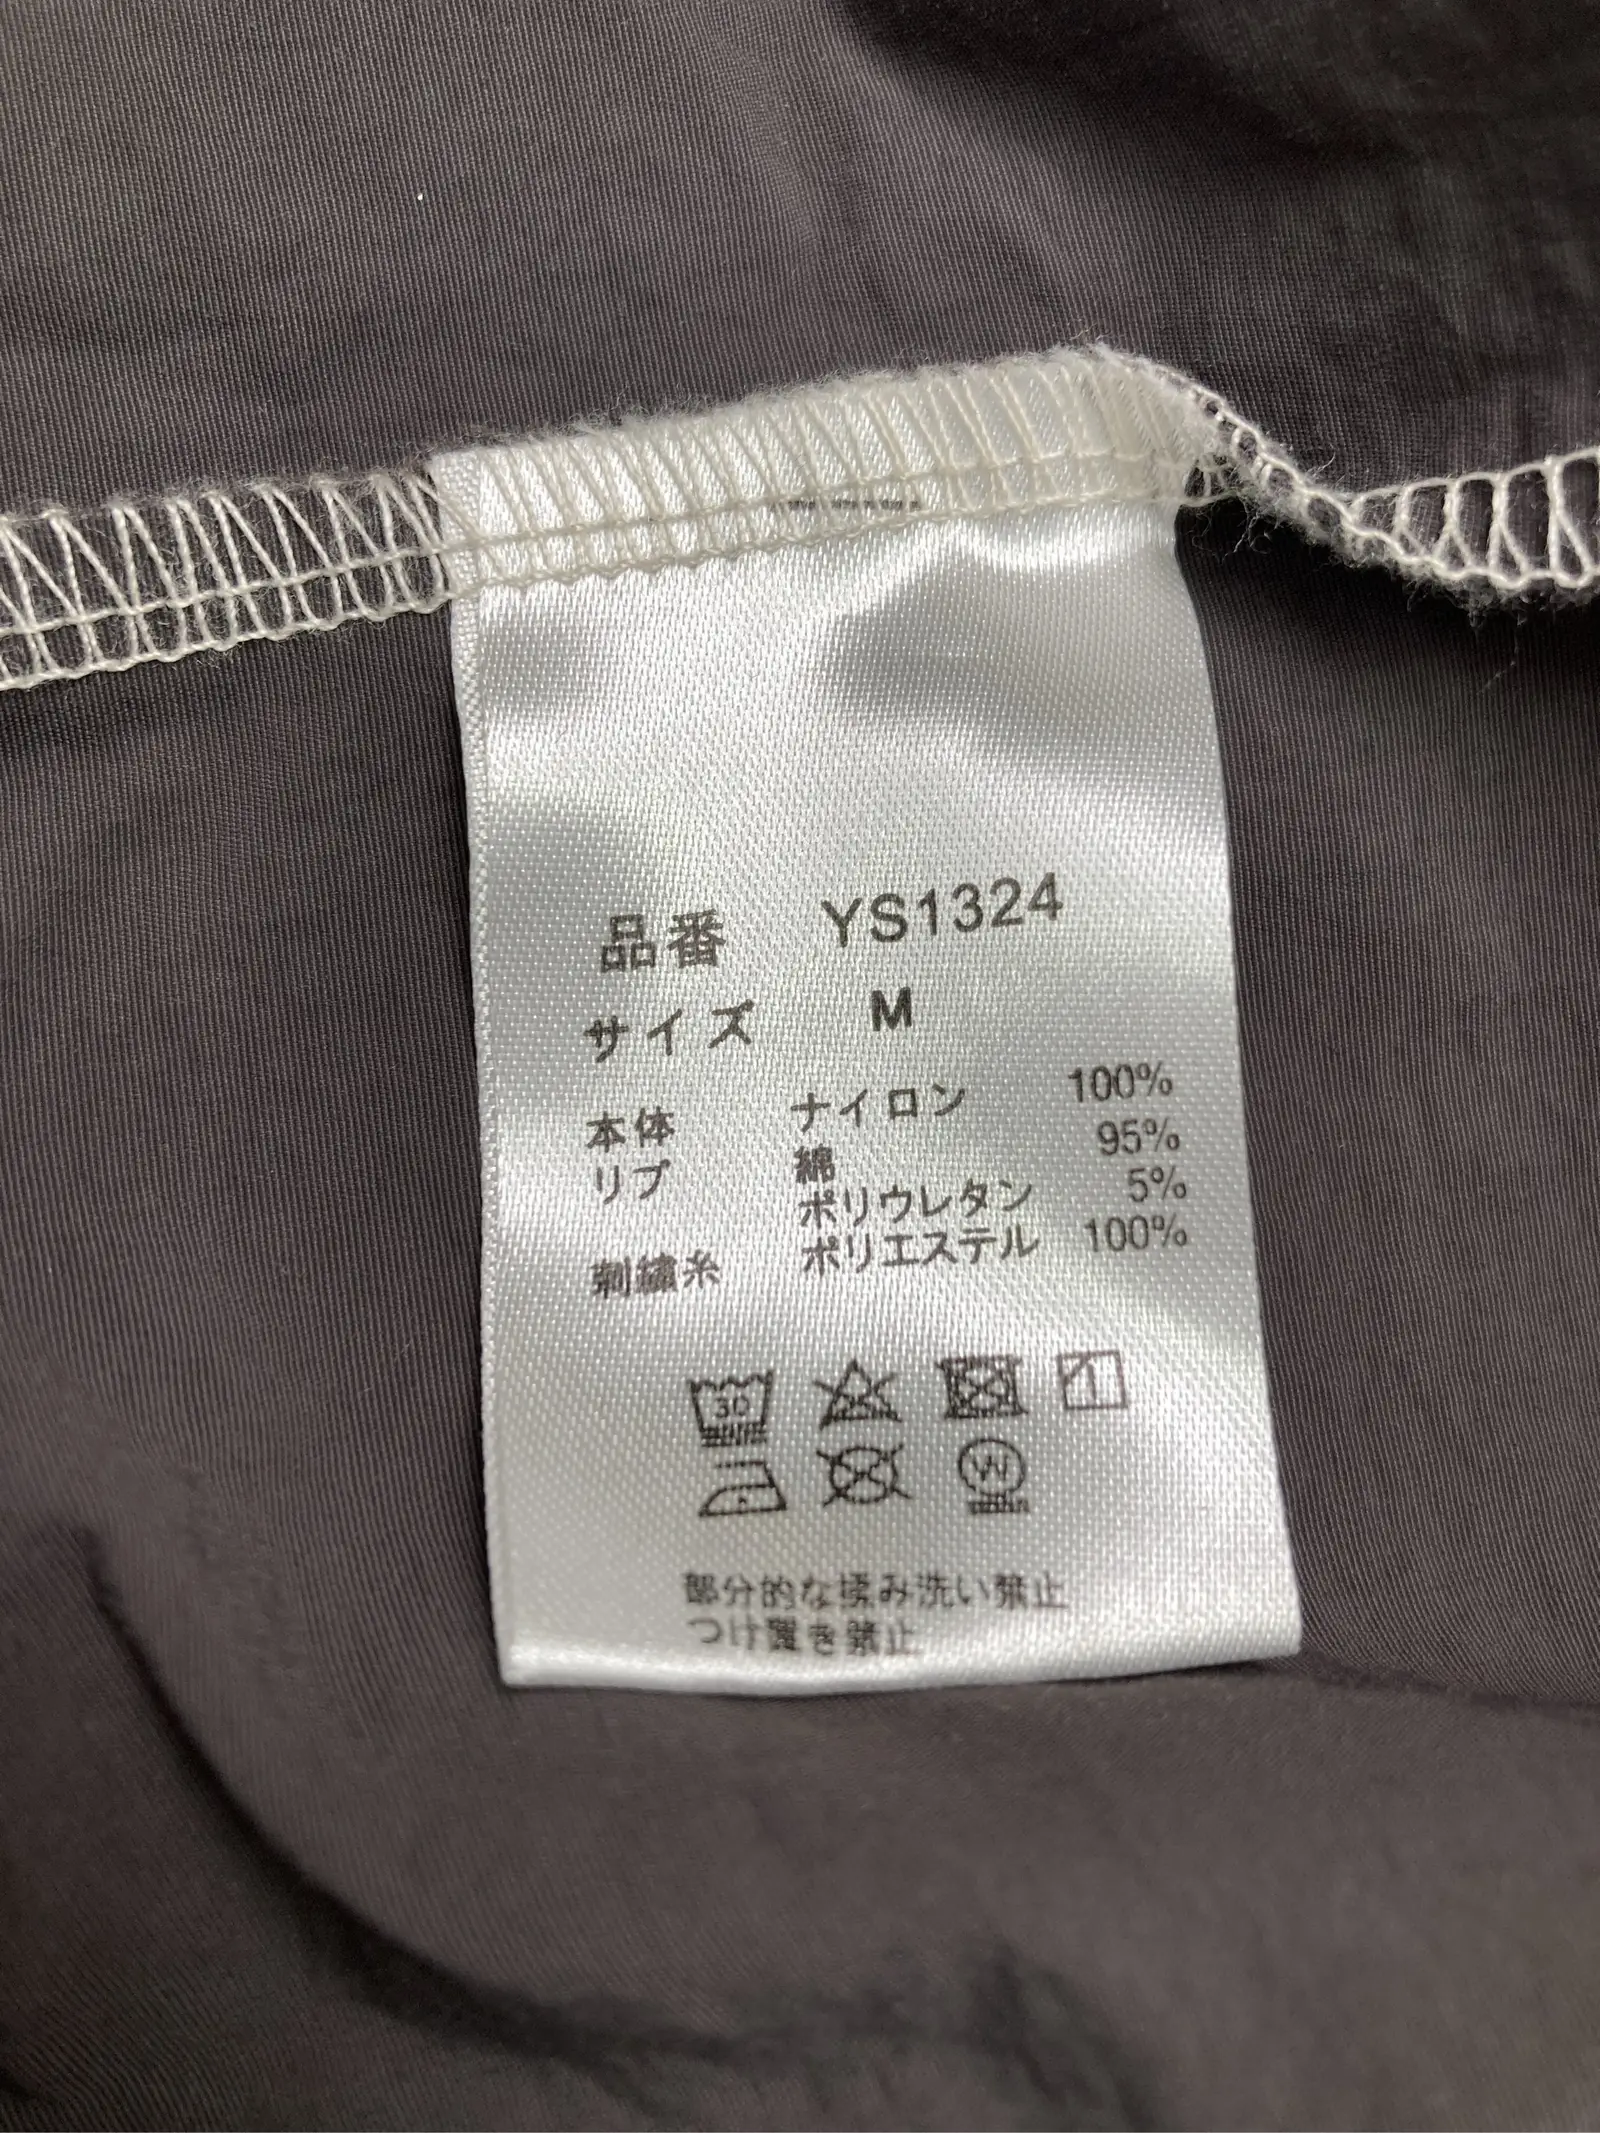 品番 YS1324
サイズ M
本体 ナイロン 100%
リブ 綿 95%
ポリウレタン 5%
刺繍糸 ポリエステル 100%
30
W
部分的な揉み洗い禁止
つけ置き禁止